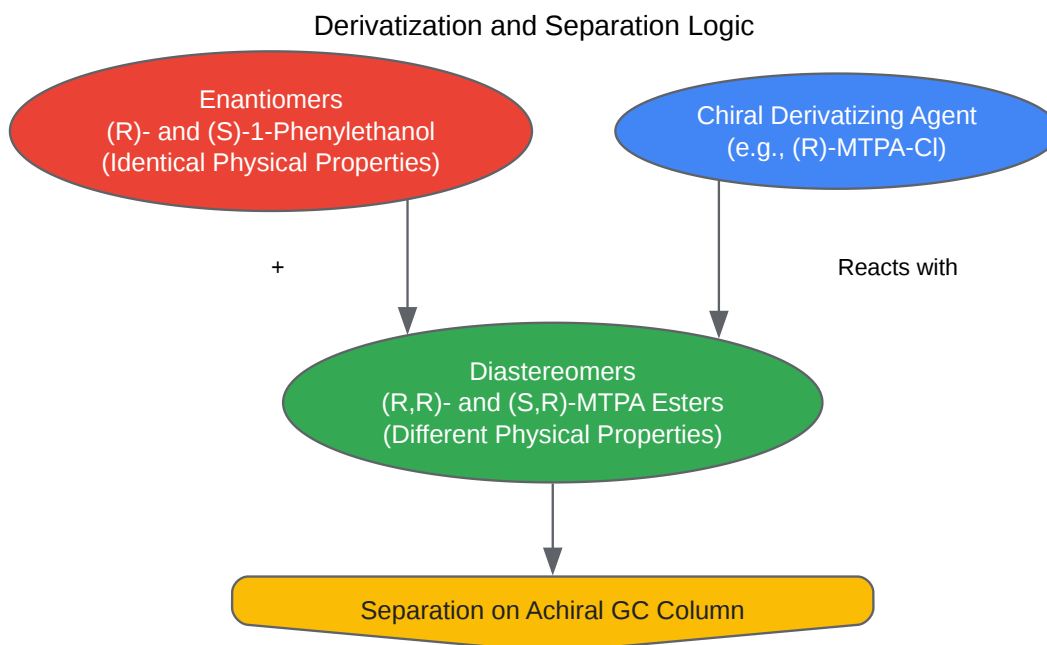 Derivatization and Separation Logic
Enantiomers
(R)- and (S)-1-Phenylethanol
(Identical Physical Properties)
Chiral Derivatizing Agent
(e.g., (R)-MTPA-Cl)
+
Reacts with
Diastereomers
(R,R)- and (S,R)-MTPA Esters
(Different Physical Properties)
Separation on Achiral GC Column